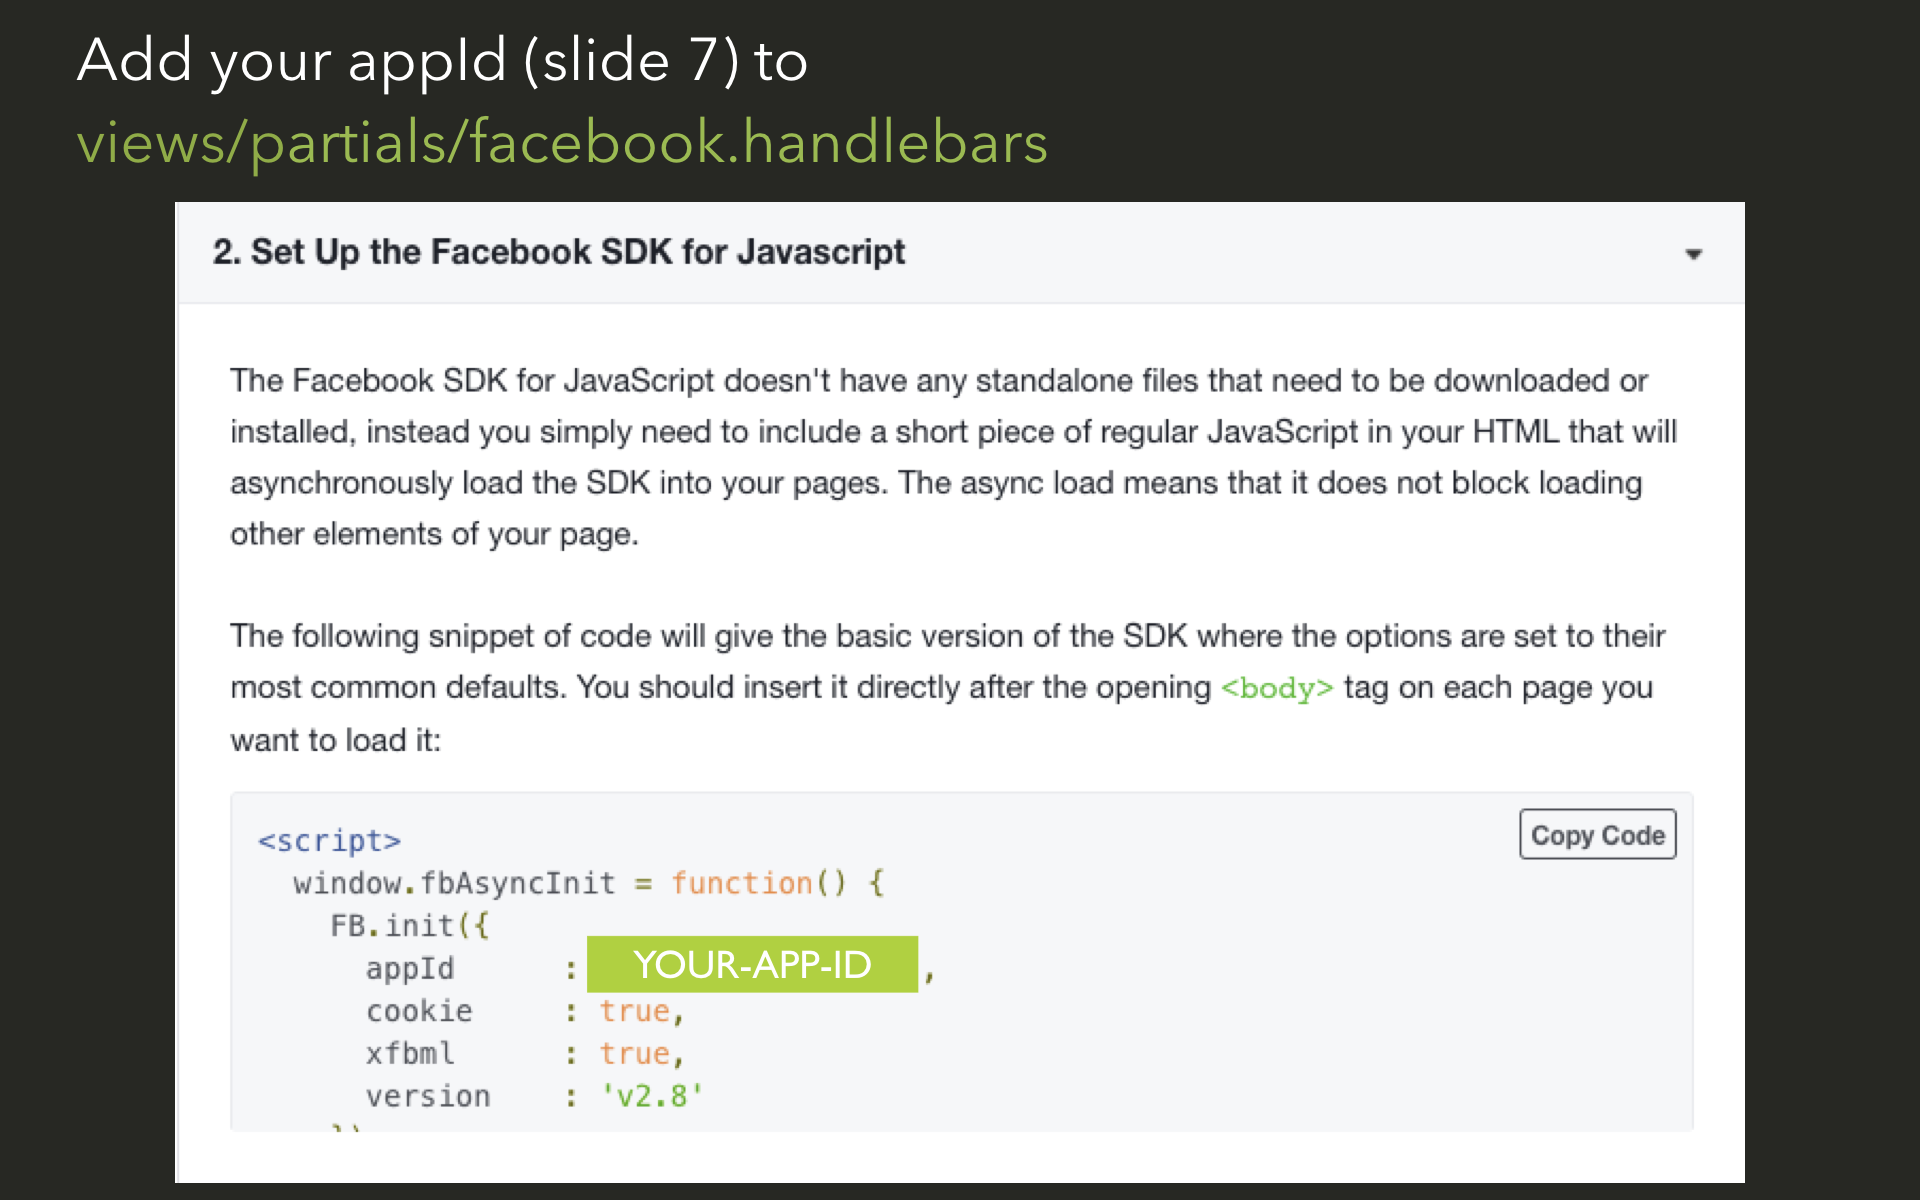 Add your appId (slide 7) to
views/partials/facebook.handlebars
2. Set Up the Facebook SDK for Javascript
The Facebook SDK for JavaScript doesn't have any standalone files that need to be downloaded or
installed, instead you simply need to include a short piece of regular JavaScript in your HTML that will
asynchronously load the SDK into your pages. The async load means that it does not block loading
other elements of your page.
The following snippet of code will give the basic version of the SDK where the options are set to their
most common defaults. You should insert it directly after the opening <body> tag on each page you
want to load it:
Copy Code
<script>
window.fbAsyncInit = function() {
FB.init({
appId : YOUR-APP-ID ,
cookie : true,
xfbml : true,
version : 'v2.8'